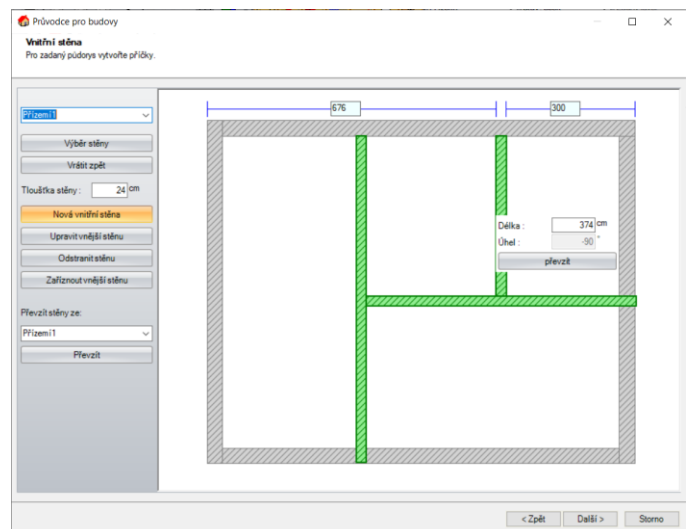 Průvodce pro budovy
Vnitřní stěna
Pro zadaný půdorys vytvořte příčky.
Přízemí1
Výběr stěny
Vrátit zpět
Tloušťka stěny : 24 cm
Nová vnitřní stěna
Upravit vnější stěnu
Odstranit stěnu
Zaříznout vnější stěnu
Převzít stěny ze:
Přízemí1
Převzít
676
300
Délka : 374 cm
Úhel : -90 °
převzít
< Zpět
Další >
Storno